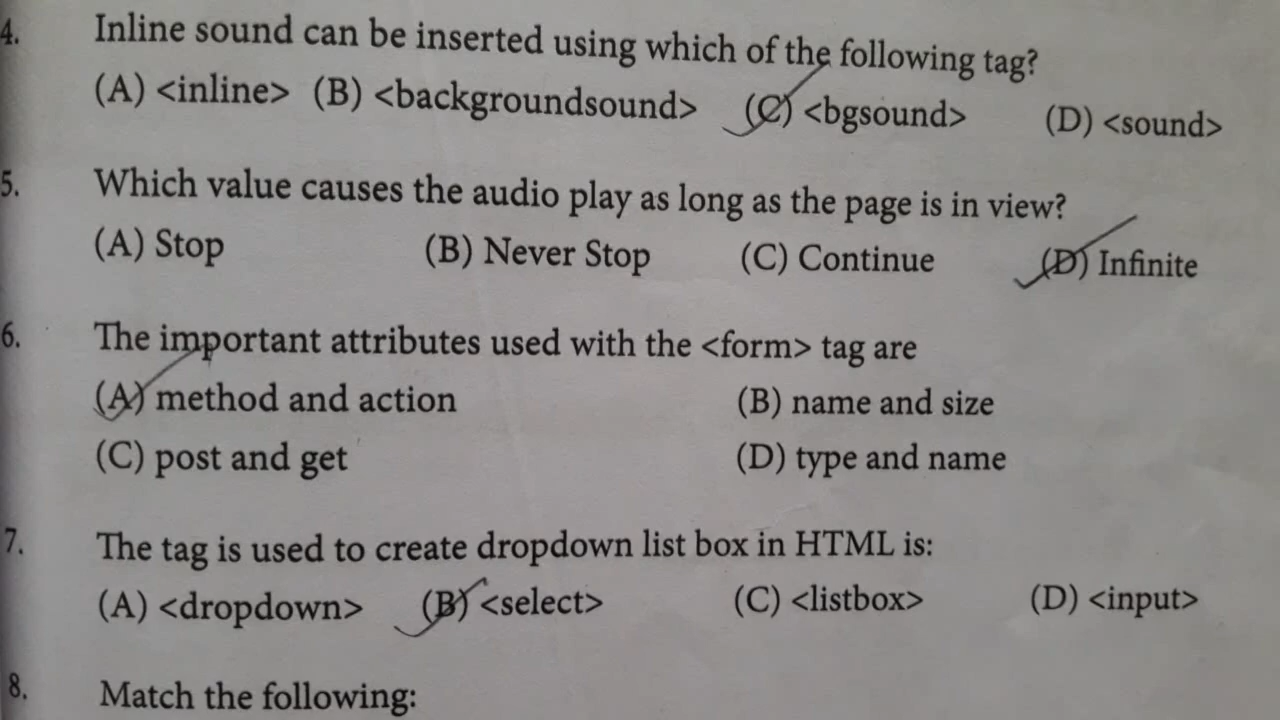 4. Inline sound can be inserted using which of the following tag?
(A) <inline> (B) <backgroundsound> (C) <bgsound> (D) <sound>
5. Which value causes the audio play as long as the page is in view?
(A) Stop (B) Never Stop (C) Continue (D) Infinite
6. The important attributes used with the <form> tag are
(A) method and action (B) name and size
(C) post and get (D) type and name
7. The tag is used to create dropdown list box in HTML is:
(A) <dropdown> (B) <select> (C) <listbox> (D) <input>
8. Match the following: